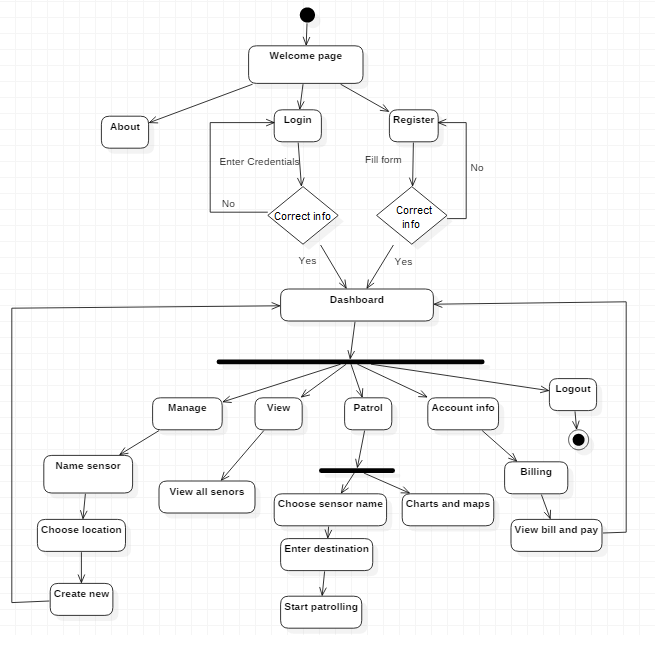 Welcome page
About
Login
Register
Enter Credentials
Fill form
No
No
Correct info
Correct
info
Yes
Yes
Dashboard
Manage
View
Patrol
Account info
Logout
Name sensor
View all senors
Billing
Choose sensor name
Charts and maps
Choose location
View bill and pay
Enter destination
Create new
Start patrolling